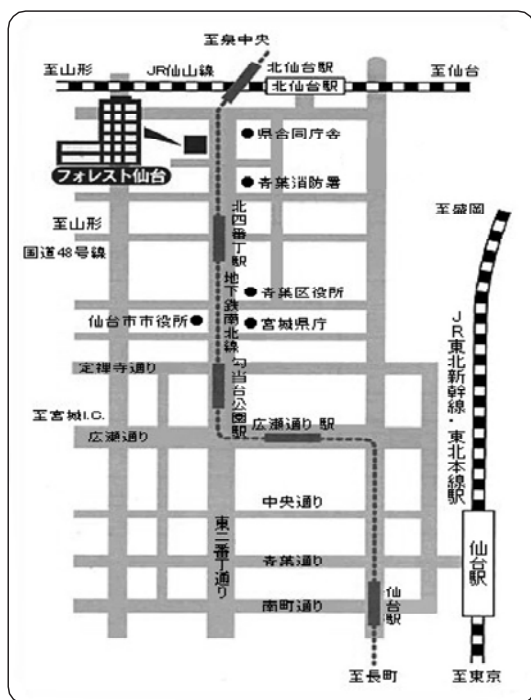 至泉中央
至山形
JR仙山線
北仙台駅
至仙台
北仙台駅
県合同庁舎
フォレスト仙台
青葉消防署
至盛岡
至山形
北四番丁駅
国道48号線
地下鉄南北線
青葉区役所
仙台市市役所
宮城県庁
JR東北新幹線・東北本線駅
定禅寺通り
勾当台公園駅
至宮城I.C.
広瀬通り
広瀬通り 駅
中央通り
東二番丁通り
青葉通り
仙台駅
南町通り
仙台駅
至長町
至東京